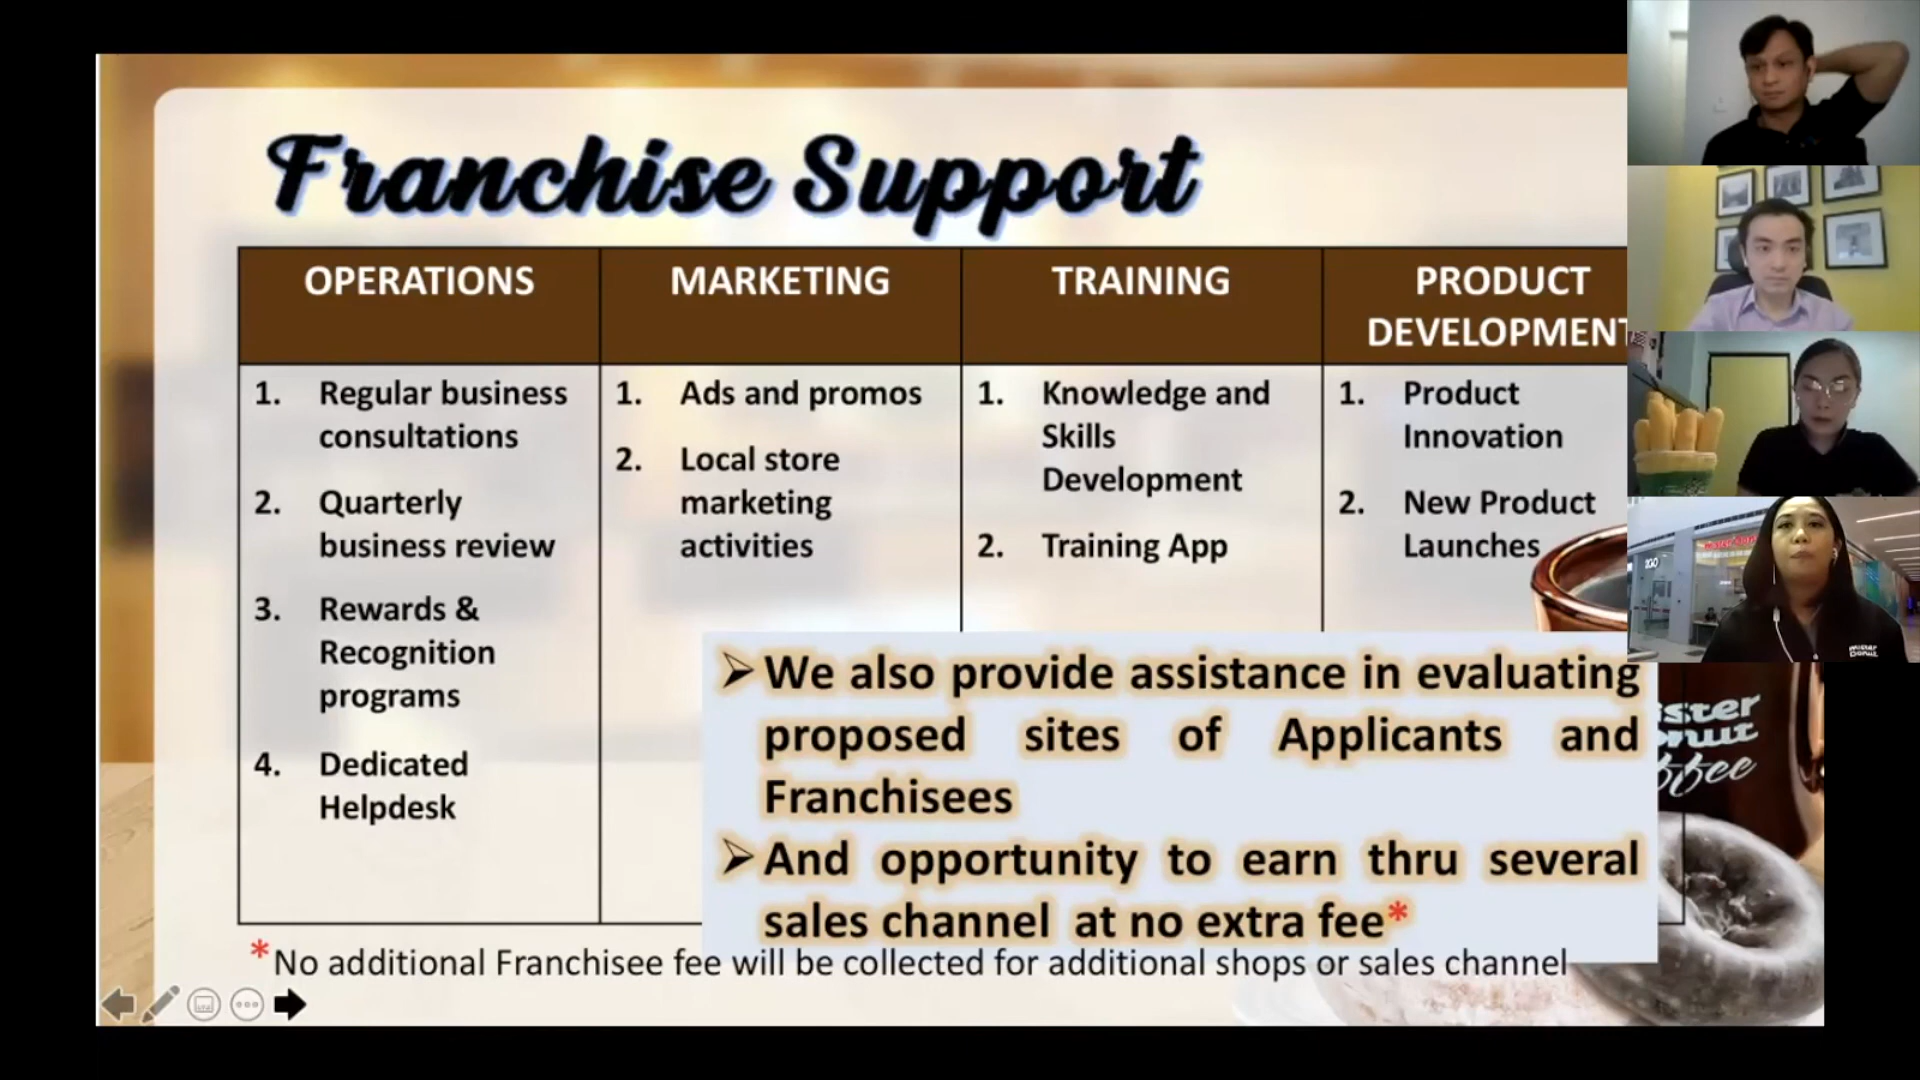 Franchise Support
OPERATIONS
MARKETING
TRAINING
PRODUCT
DEVELOPMENT
1. Regular business
consultations
2. Quarterly
business review
3. Rewards &
Recognition
programs
4. Dedicated
Helpdesk
1. Ads and promos
2. Local store
marketing
activities
1. Knowledge and
Skills
Development
2. Training App
1. Product
Innovation
2. New Product
Launches
➢ We also provide assistance in evaluating
proposed sites of Applicants and
Franchisees
➢ And opportunity to earn thru several
sales channel at no extra fee*
*No additional Franchisee fee will be collected for additional shops or sales channel
mister
Donut